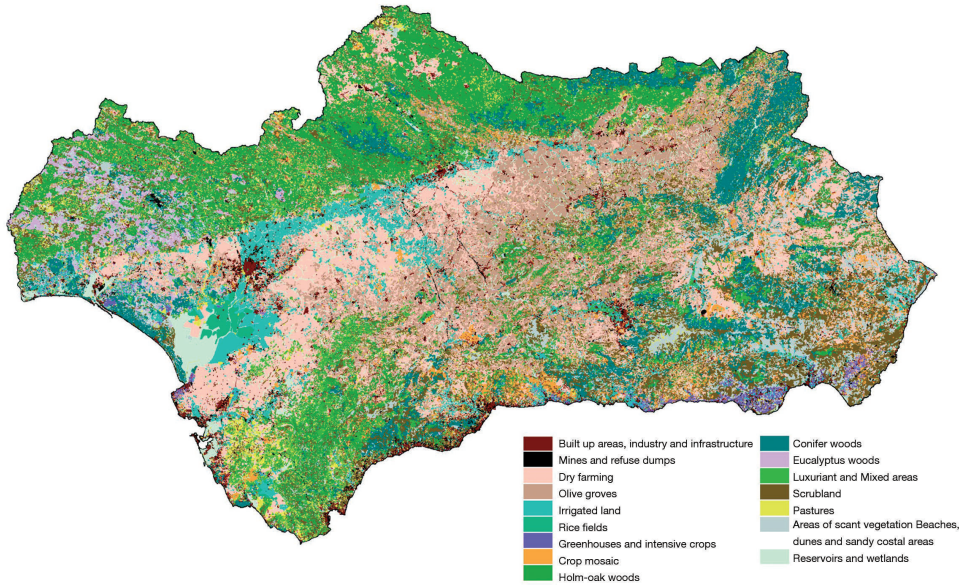 Built up areas, industry and infrastructure
Mines and refuse dumps
Dry farming
Olive groves
Irrigated land
Rice fields
Greenhouses and intensive crops
Crop mosaic
Holm-oak woods
Conifer woods
Eucalyptus woods
Luxuriant and Mixed areas
Scrubland
Pastures
Areas of scant vegetation Beaches,
dunes and sandy costal areas
Reservoirs and wetlands